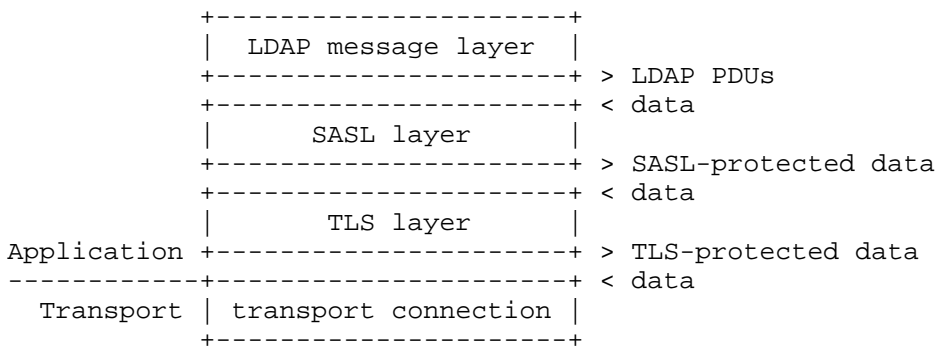 +----------------------+
|  LDAP message layer  |
+----------------------+ > LDAP PDUs
+----------------------+ < data
|      SASL layer      |
+----------------------+ > SASL-protected data
+----------------------+ < data
|       TLS layer      |
Application +----------------------+ > TLS-protected data
------------+----------------------+ < data
Transport | transport connection |
+----------------------+